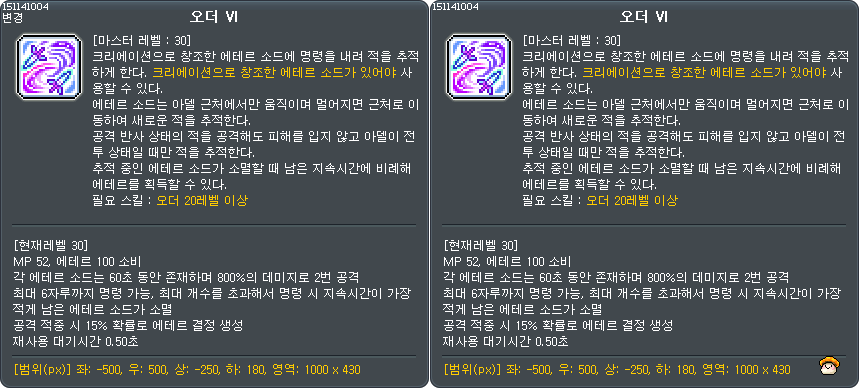 151141004
변경
오더 VI
[마스터 레벨 : 30]
크리에이션으로 창조한 에테르 소드에 명령을 내려 적을 추적
하게 한다. 크리에이션으로 창조한 에테르 소드가 있어야 사
용할 수 있다.
에테르 소드는 아델 근처에서만 움직이며 멀어지면 근처로 이
동하여 새로운 적을 추적한다.
공격 반사 상태의 적을 공격해도 피해를 입지 않고 아델이 전
투 상태일 때만 적을 추적한다.
추적 중인 에테르 소드가 소멸할 때 남은 지속시간에 비례해
에테르를 획득할 수 있다.
필요 스킬 : 오더 20레벨 이상
[현재레벨 30]
MP 52, 에테르 100 소비
각 에테르 소드는 60초 동안 존재하며 800%의 데미지로 2번 공격
최대 6자루까지 명령 가능, 최대 개수를 초과해서 명령 시 지속시간이 가장
적게 남은 에테르 소드가 소멸
공격 적중 시 15% 확률로 에테르 결정 생성
재사용 대기시간 0.50초
[범위(px)] 좌: -500, 우: 500, 상: -250, 하: 180, 영역: 1000 x 430
151141004
오더 VI
[마스터 레벨 : 30]
크리에이션으로 창조한 에테르 소드에 명령을 내려 적을 추적
하게 한다. 크리에이션으로 창조한 에테르 소드가 있어야 사
용할 수 있다.
에테르 소드는 아델 근처에서만 움직이며 멀어지면 근처로 이
동하여 새로운 적을 추적한다.
공격 반사 상태의 적을 공격해도 피해를 입지 않고 아델이 전
투 상태일 때만 적을 추적한다.
추적 중인 에테르 소드가 소멸할 때 남은 지속시간에 비례해
에테르를 획득할 수 있다.
필요 스킬 : 오더 20레벨 이상
[현재레벨 30]
MP 52, 에테르 100 소비
각 에테르 소드는 60초 동안 존재하며 800%의 데미지로 2번 공격
최대 6자루까지 명령 가능, 최대 개수를 초과해서 명령 시 지속시간이 가장
적게 남은 에테르 소드가 소멸
공격 적중 시 15% 확률로 에테르 결정 생성
재사용 대기시간 0.50초
[범위(px)] 좌: -500, 우: 500, 상: -250, 하: 180, 영역: 1000 x 430